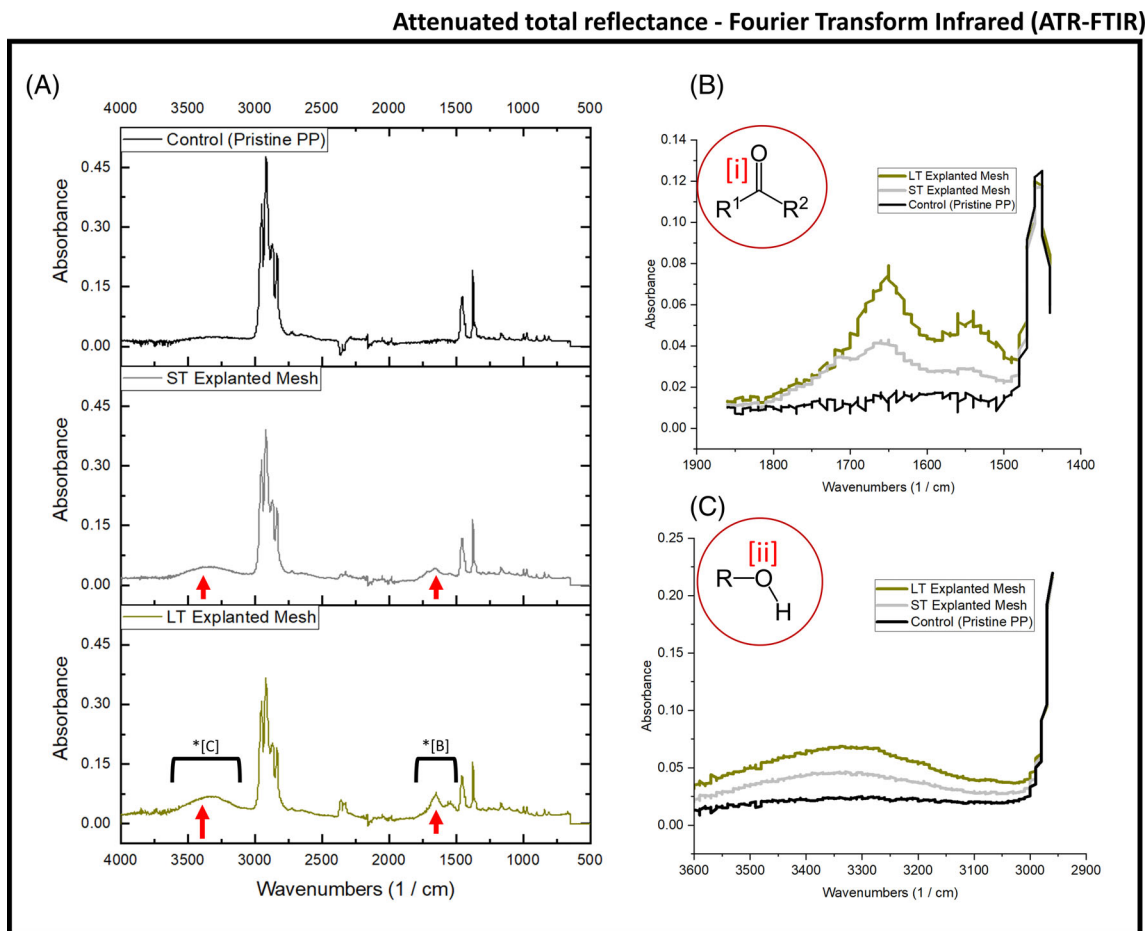 Attenuated total reflectance - Fourier Transform Infrared (ATR-FTIR)
(A)
4000 3500 3000 2500 2000 1500 1000 500
Control (Pristine PP)
0.45
0.30
0.15
0.00
Absorbance
ST Explanted Mesh
0.45
0.30
0.15
0.00
Absorbance
LT Explanted Mesh
0.45
0.30
0.15
0.00
Absorbance
*[C]
*[B]
4000 3500 3000 2500 2000 1500 1000 500
Wavenumbers (1 / cm)
(B)
0.14
0.12
0.10
0.08
0.06
0.04
0.02
0.00
Absorbance
[i]
O
R¹ R²
LT Explanted Mesh
ST Explanted Mesh
Control (Pristine PP)
1900 1800 1700 1600 1500 1400
Wavenumbers (1 / cm)
(C)
0.25
0.20
0.15
0.10
0.05
0.00
Absorbance
[ii]
R O
H
LT Explanted Mesh
ST Explanted Mesh
Control (Pristine PP)
3600 3500 3400 3300 3200 3100 3000 2900
Wavenumbers (1 / cm)